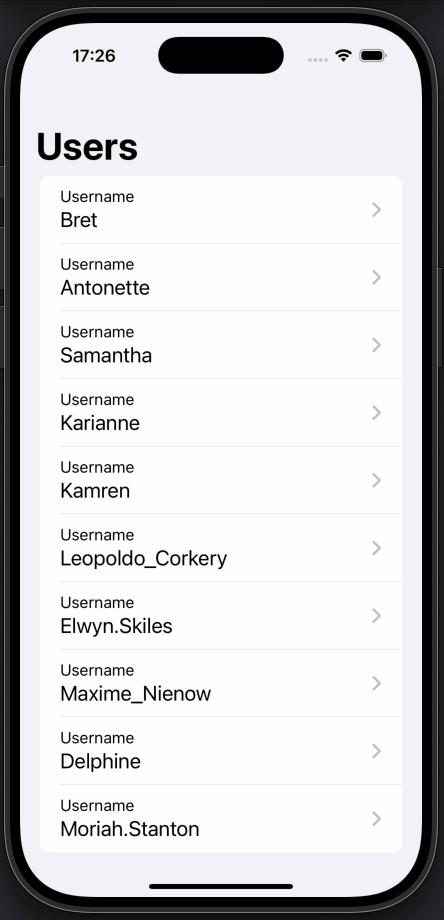 17:26
Users
Username
Bret
Username
Antonette
Username
Samantha
Username
Karianne
Username
Kamren
Username
Leopoldo_Corkery
Username
Elwyn.Skiles
Username
Maxime_Nienow
Username
Delphine
Username
Moriah.Stanton